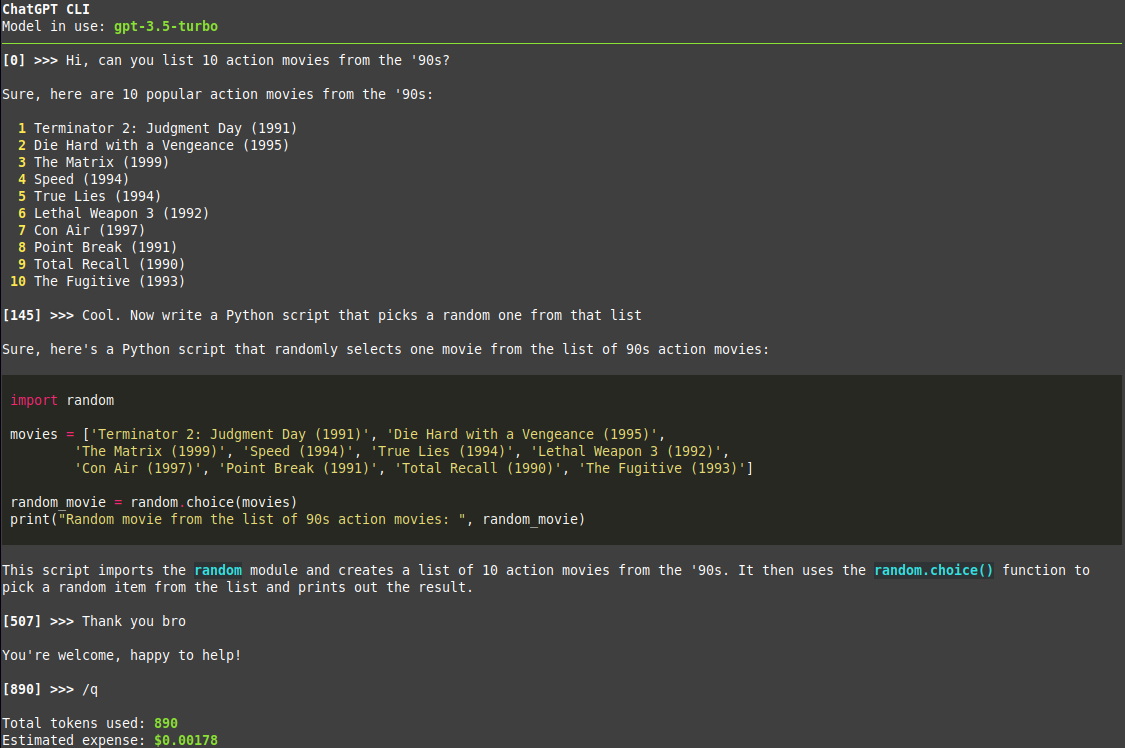 ChatGPT CLI
Model in use: gpt-3.5-turbo
[0] >>> Hi, can you list 10 action movies from the '90s?
Sure, here are 10 popular action movies from the '90s:
1 Terminator 2: Judgment Day (1991)
2 Die Hard with a Vengeance (1995)
3 The Matrix (1999)
4 Speed (1994)
5 True Lies (1994)
6 Lethal Weapon 3 (1992)
7 Con Air (1997)
8 Point Break (1991)
9 Total Recall (1990)
10 The Fugitive (1993)
[145] >>> Cool. Now write a Python script that picks a random one from that list
Sure, here's a Python script that randomly selects one movie from the list of 90s action movies:
import random
movies = ['Terminator 2: Judgment Day (1991)', 'Die Hard with a Vengeance (1995)',
'The Matrix (1999)', 'Speed (1994)', 'True Lies (1994)', 'Lethal Weapon 3 (1992)',
'Con Air (1997)', 'Point Break (1991)', 'Total Recall (1990)', 'The Fugitive (1993)']
random_movie = random.choice(movies)
print("Random movie from the list of 90s action movies: ", random_movie)
This script imports the random module and creates a list of 10 action movies from the '90s. It then uses the random.choice() function to
pick a random item from the list and prints out the result.
[507] >>> Thank you bro
You're welcome, happy to help!
[890] >>> /q
Total tokens used: 890
Estimated expense: $0.00178